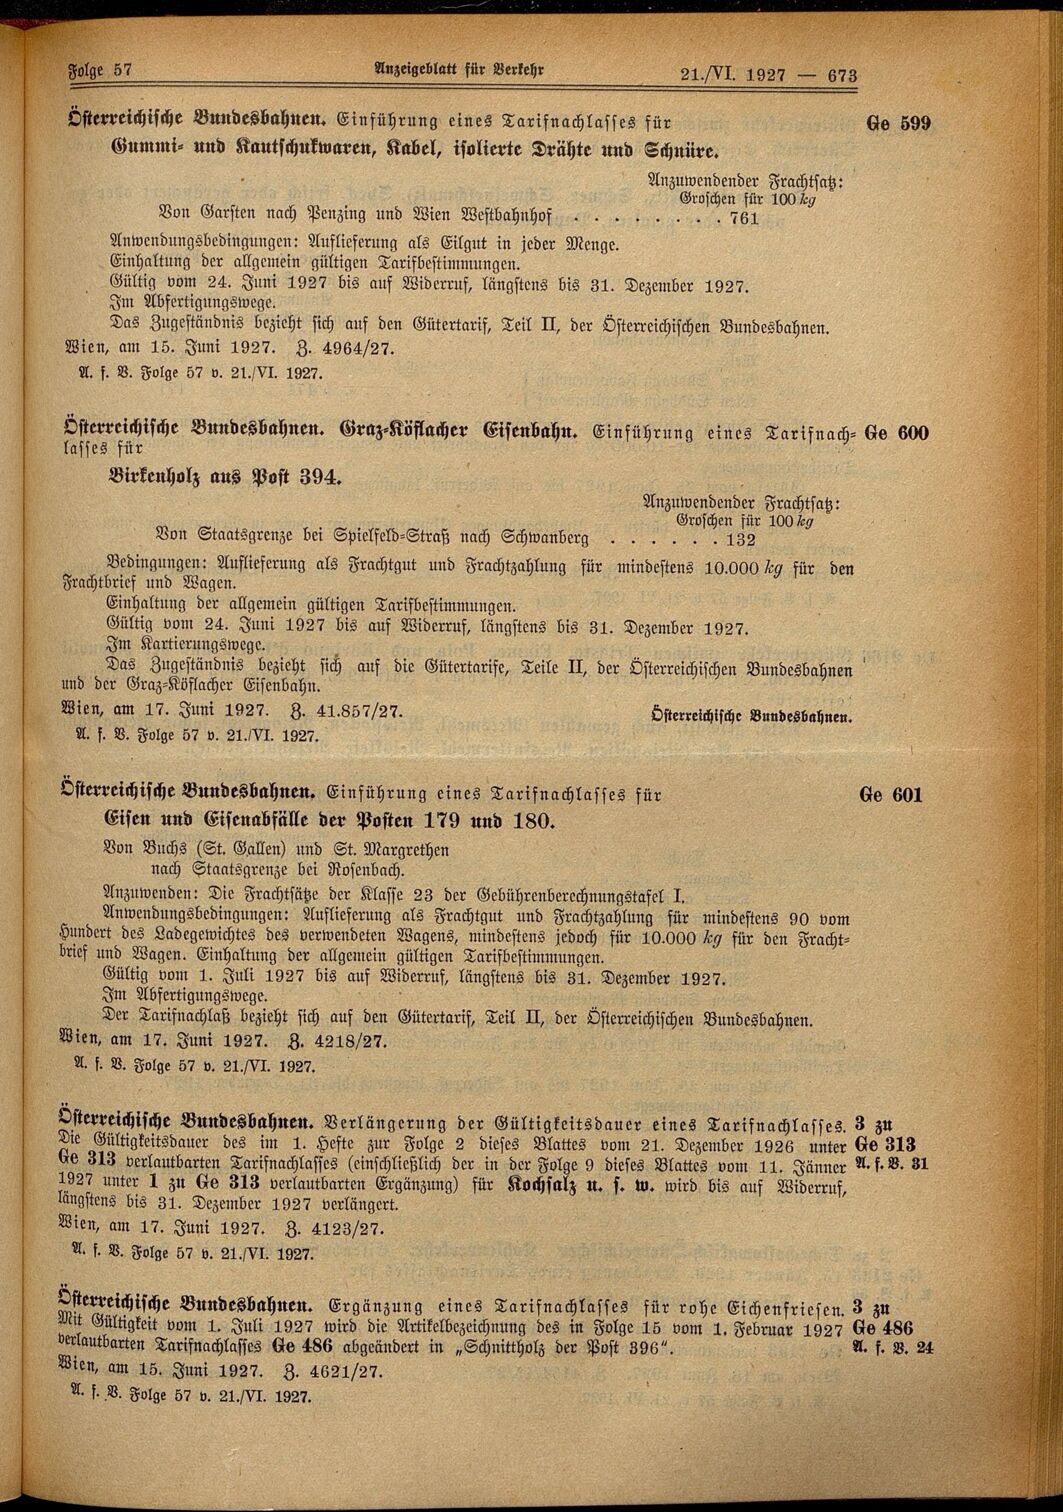 Folge 57 Anzeigeblatt für Verkehr 21./VI. 1927 — 673
Österreichische Bundesbahnen. Einführung eines Tarifnachlasses für Ge 599
Gummi- und Kautschukwaren, Kabel, isolierte Drähte und Schnüre.
Anzuwendender Frachtsatz:
Groschen für 100 kg
Von Garsten nach Penzing und Wien Westbahnhof . . . . . . . . 761
Anwendungsbedingungen: Auflieferung als Eilgut in jeder Menge.
Einhaltung der allgemein gültigen Tarifbestimmungen.
Gültig vom 24. Juni 1927 bis auf Widerruf, längstens bis 31. Dezember 1927.
Im Abfertigungswege.
Das Zugeständnis bezieht sich auf den Gütertarif, Teil II, der Österreichischen Bundesbahnen.
Wien, am 15. Juni 1927. Z. 4964/27.
A. f. V. Folge 57 v. 21./VI. 1927.
Österreichische Bundesbahnen. Graz-Köflacher Eisenbahn. Einführung eines Tarifnach- Ge 600
lasses für
Birkenholz aus Post 394.
Anzuwendender Frachtsatz:
Groschen für 100 kg
Von Staatsgrenze bei Spielfeld-Straß nach Schwanberg . . . . . . 132
Bedingungen: Auflieferung als Frachtgut und Frachtzahlung für mindestens 10.000 kg für den
Frachtbrief und Wagen.
Einhaltung der allgemein gültigen Tarifbestimmungen.
Gültig vom 24. Juni 1927 bis auf Widerruf, längstens bis 31. Dezember 1927.
Im Kartierungswege.
Das Zugeständnis bezieht sich auf die Gütertarife, Teile II, der Österreichischen Bundesbahnen
und der Graz-Köflacher Eisenbahn.
Wien, am 17. Juni 1927. Z. 41.857/27. Österreichische Bundesbahnen.
A. f. V. Folge 57 v. 21./VI. 1927.
Österreichische Bundesbahnen. Einführung eines Tarifnachlasses für Ge 601
Eisen und Eisenabfälle der Posten 179 und 180.
Von Buchs (St. Gallen) und St. Margrethen
nach Staatsgrenze bei Rosenbach.
Anzuwenden: Die Frachtsätze der Klasse 23 der Gebührenberechnungstafel I.
Anwendungsbedingungen: Auflieferung als Frachtgut und Frachtzahlung für mindestens 90 vom
Hundert des Ladegewichtes des verwendeten Wagens, mindestens jedoch für 10.000 kg für den Fracht-
brief und Wagen. Einhaltung der allgemein gültigen Tarifbestimmungen.
Gültig vom 1. Juli 1927 bis auf Widerruf, längstens bis 31. Dezember 1927.
Im Abfertigungswege.
Der Tarifnachlaß bezieht sich auf den Gütertarif, Teil II, der Österreichischen Bundesbahnen.
Wien, am 17. Juni 1927. Z. 4218/27.
A. f. V. Folge 57 v. 21./VI. 1927.
Österreichische Bundesbahnen. Verlängerung der Gültigkeitsdauer eines Tarifnachlasses. 3 zu
Die Gültigkeitsdauer des im 1. Hefte zur Folge 2 dieses Blattes vom 21. Dezember 1926 unter Ge 313
Ge 313 verlautbarten Tarifnachlasses (einschließlich der in der Folge 9 dieses Blattes vom 11. Jänner A. f. V. 31
1927 unter 1 zu Ge 313 verlautbarten Ergänzung) für Kochsalz u. s. w. wird bis auf Widerruf,
längstens bis 31. Dezember 1927 verlängert.
Wien, am 17. Juni 1927. Z. 4123/27.
A. f. V. Folge 57 v. 21./VI. 1927.
Österreichische Bundesbahnen. Ergänzung eines Tarifnachlasses für rohe Eichenfriesen. 3 zu
Mit Gültigkeit vom 1. Juli 1927 wird die Artikelbezeichnung des in Folge 15 vom 1. Februar 1927 Ge 486
verlautbarten Tarifnachlasses Ge 486 abgeändert in „Schnittholz der Post 396“. A. f. V. 24
Wien, am 15. Juni 1927. Z. 4621/27.
A. f. V. Folge 57 v. 21./VI. 1927.